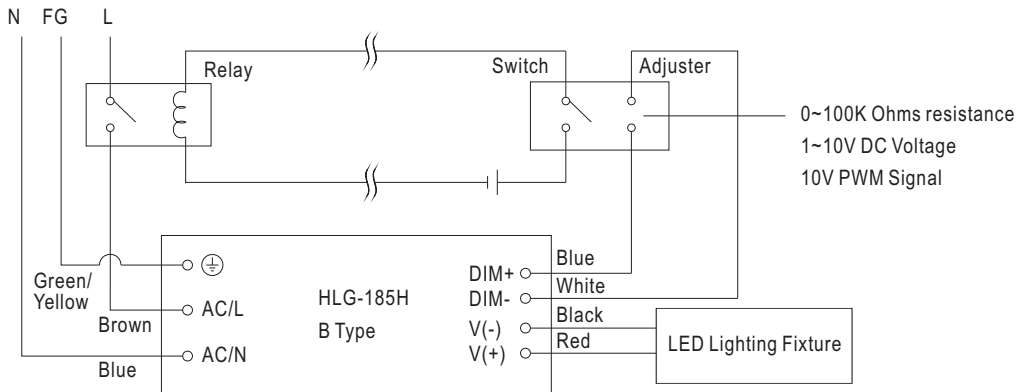 N FG L
Relay
Switch
Adjuster
0~100K Ohms resistance
1~10V DC Voltage
10V PWM Signal
Green/
Yellow
Brown
Blue
AC/L
AC/N
HLG-185H
B Type
DIM+
DIM-
V(-)
V(+)
Blue
White
Black
Red
LED Lighting Fixture